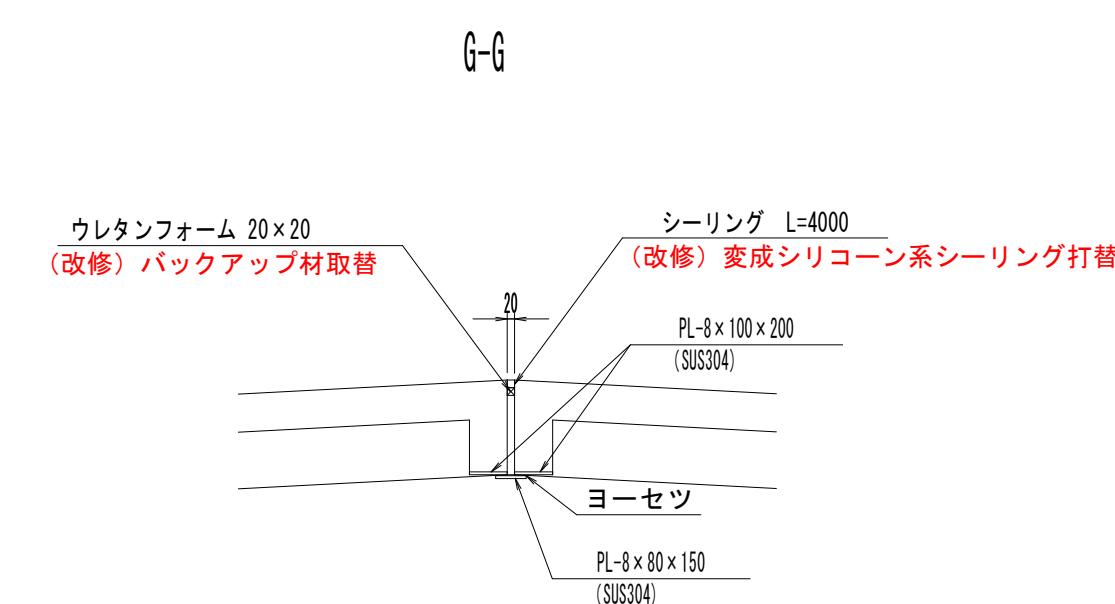 G-G
ウレタンフォーム 20×20
(改修) バックアップ材取替
シーリング L=4000
(改修) 変成シリコーン系シーリング打替
20
PL-8×100×200
(SUS304)
ヨーセツ
PL-8×80×150
(SUS304)